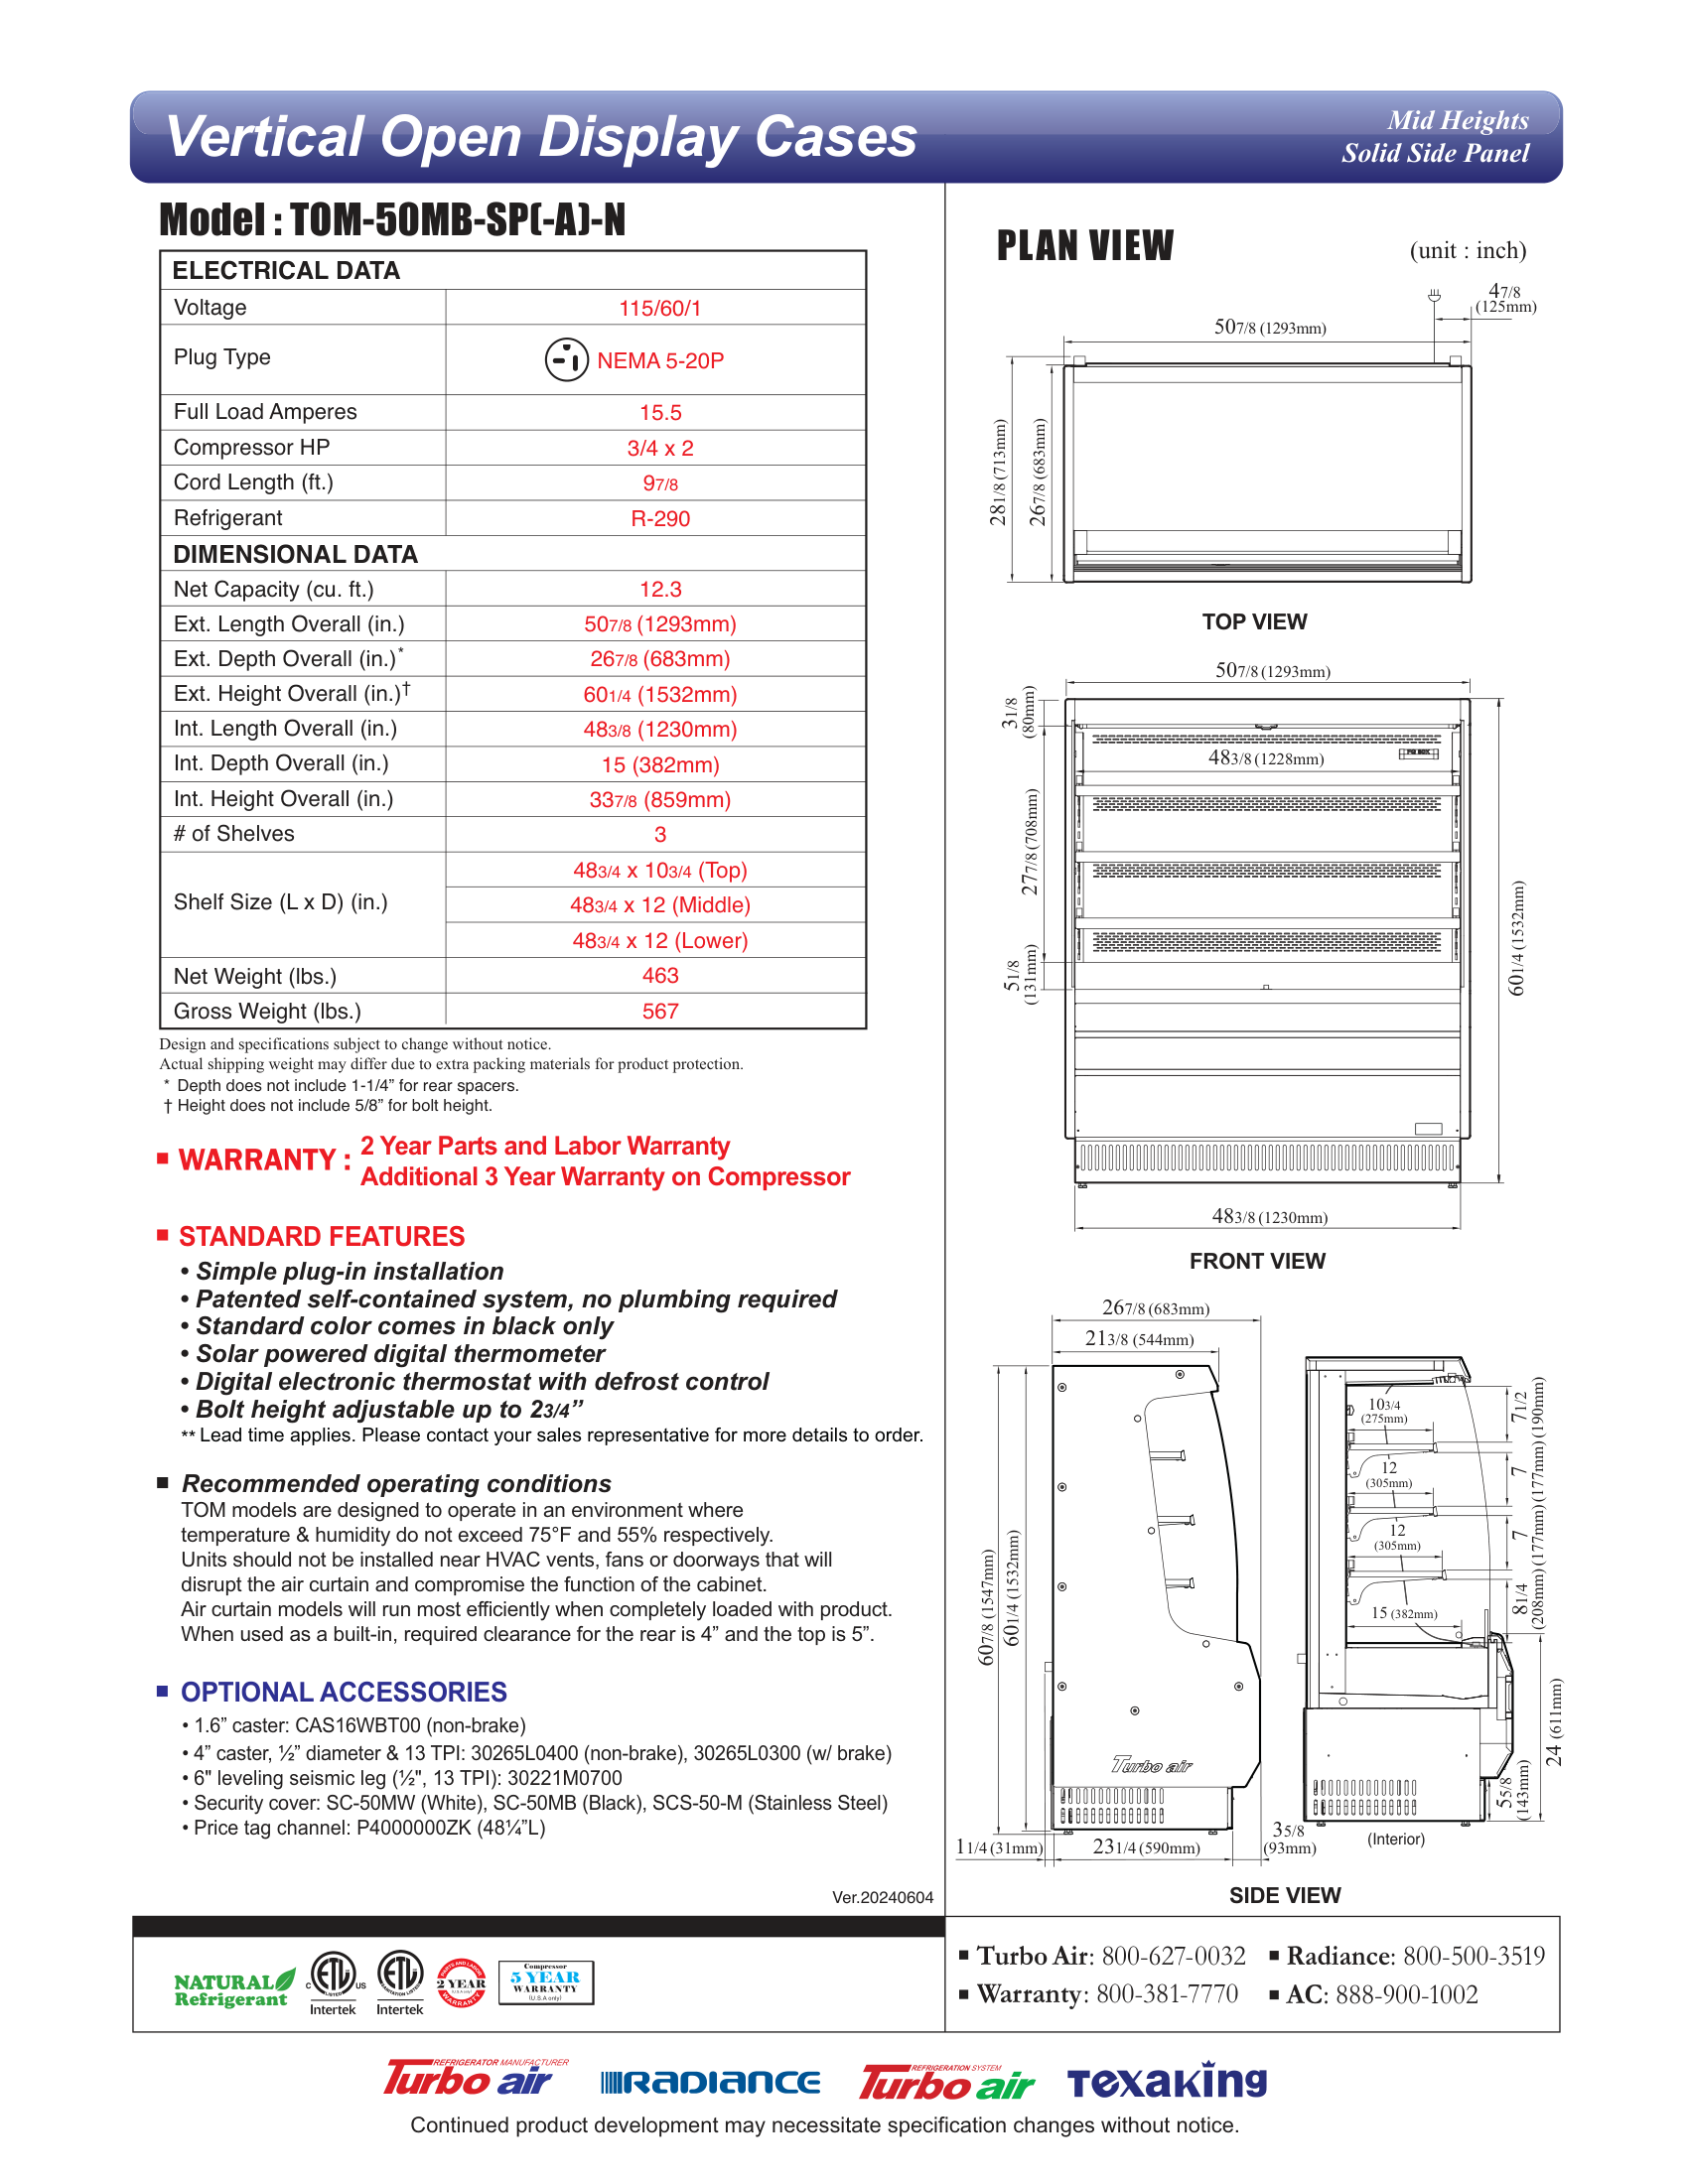 Vertical Open Display Cases
Mid Heights
Solid Side Panel
Model : TOM-50MB-SP(-A)-N
ELECTRICAL DATA
Voltage 115/60/1
Plug Type NEMA 5-20P
Full Load Amperes 15.5
Compressor HP 3/4 x 2
Cord Length (ft.) 97/8
Refrigerant R-290
DIMENSIONAL DATA
Net Capacity (cu. ft.) 12.3
Ext. Length Overall (in.) 507/8 (1293mm)
Ext. Depth Overall (in.)* 267/8 (683mm)
Ext. Height Overall (in.)† 601/4 (1532mm)
Int. Length Overall (in.) 483/8 (1230mm)
Int. Depth Overall (in.) 15 (382mm)
Int. Height Overall (in.) 337/8 (859mm)
# of Shelves 3
Shelf Size (L x D) (in.)
483/4 x 103/4 (Top)
483/4 x 12 (Middle)
483/4 x 12 (Lower)
Net Weight (lbs.) 463
Gross Weight (lbs.) 567
Design and specifications subject to change without notice.
Actual shipping weight may differ due to extra packing materials for product protection.
* Depth does not include 1-1/4” for rear spacers.
† Height does not include 5/8” for bolt height.
■ WARRANTY : 2 Year Parts and Labor Warranty
Additional 3 Year Warranty on Compressor
■ STANDARD FEATURES
• Simple plug-in installation
• Patented self-contained system, no plumbing required
• Standard color comes in black only
• Solar powered digital thermometer
• Digital electronic thermostat with defrost control
• Bolt height adjustable up to 23/4”
** Lead time applies. Please contact your sales representative for more details to order.
■ Recommended operating conditions
TOM models are designed to operate in an environment where
temperature & humidity do not exceed 75°F and 55% respectively.
Units should not be installed near HVAC vents, fans or doorways that will
disrupt the air curtain and compromise the function of the cabinet.
Air curtain models will run most efficiently when completely loaded with product.
When used as a built-in, required clearance for the rear is 4” and the top is 5”.
■ OPTIONAL ACCESSORIES
• 1.6” caster: CAS16WBT00 (non-brake)
• 4” caster, ½” diameter & 13 TPI: 30265L0400 (non-brake), 30265L0300 (w/ brake)
• 6" leveling seismic leg (½", 13 TPI): 30221M0700
• Security cover: SC-50MW (White), SC-50MB (Black), SCS-50-M (Stainless Steel)
• Price tag channel: P4000000ZK (48¼”L)
Ver.20240604
PLAN VIEW
(unit : inch)
47/8
(125mm)
507/8 (1293mm)
281/8 (713mm)
267/8 (683mm)
TOP VIEW
507/8 (1293mm)
31/8
(80mm)
483/8 (1228mm)
277/8 (708mm)
51/8
(131mm)
601/4 (1532mm)
483/8 (1230mm)
FRONT VIEW
267/8 (683mm)
213/8 (544mm)
607/8 (1547mm)
601/4 (1532mm)
Turbo air
11/4 (31mm)
231/4 (590mm)
35/8
(93mm)
103/4
(275mm)
12
(305mm)
12
(305mm)
15 (382mm)
71/2
(190mm)
7
(177mm)
7
(177mm)
81/4
(208mm)
24 (611mm)
55/8
(143mm)
(Interior)
SIDE VIEW
NATURAL
Refrigerant
C ETL US
LISTED
Intertek
ETL
SANITATION LISTED
Intertek
PARTS AND LABOR
2 YEAR
(U.S.A only)
WARRANTY
Compressor
5 YEAR
WARRANTY
(U.S.A only)
■ Turbo Air: 800-627-0032
■ Radiance: 800-500-3519
■ Warranty: 800-381-7770
■ AC: 888-900-1002
REFRIGERATOR MANUFACTURER
Turbo air
RADIANCE
REFRIGERATION SYSTEM
Turbo air
Texaking
Continued product development may necessitate specification changes without notice.